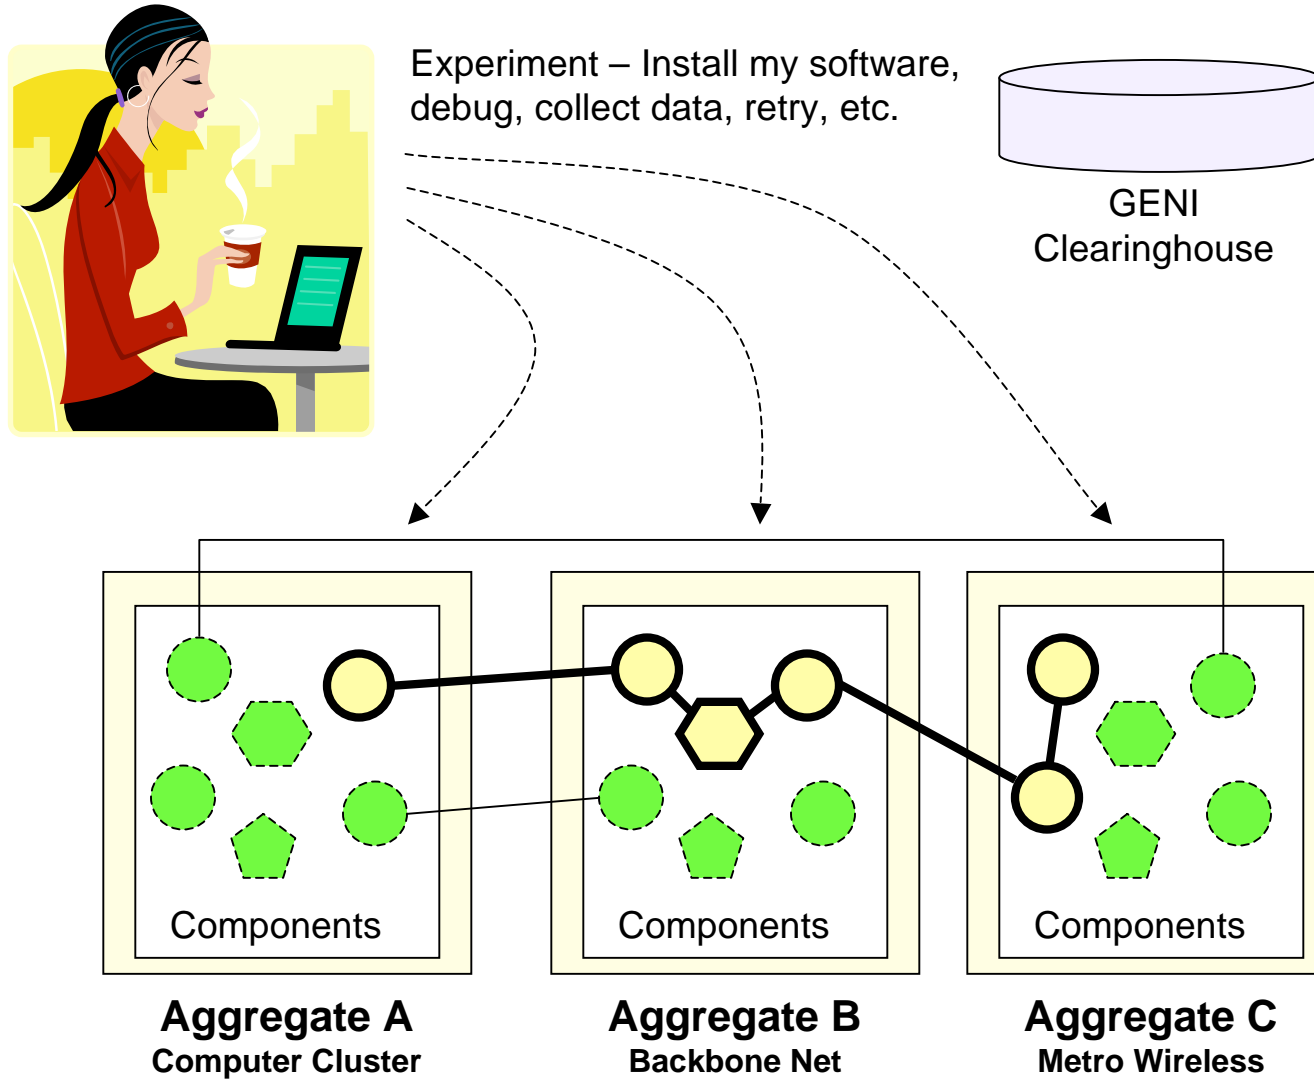 Experiment – Install my software,
debug, collect data, retry, etc.
GENI
Clearinghouse
Components
Components
Components
Aggregate A
Computer Cluster
Aggregate B
Backbone Net
Aggregate C
Metro Wireless